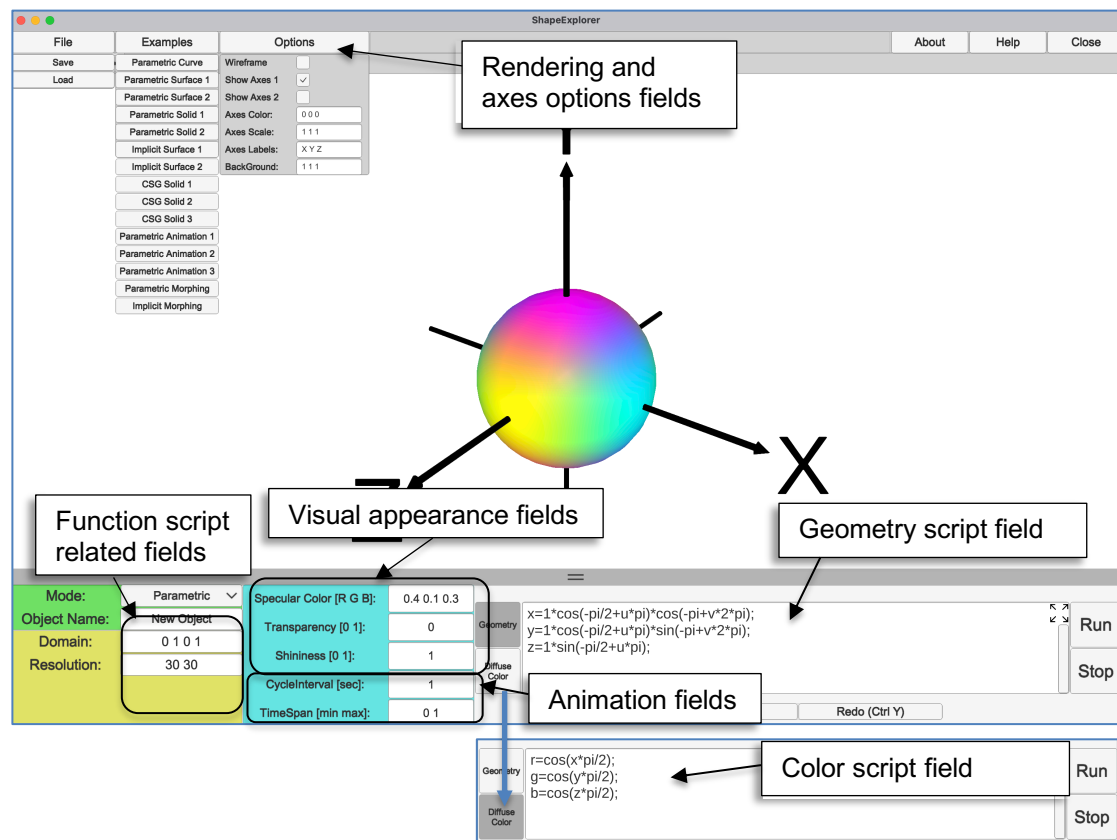 ShapeExplorer
File
Examples
Options
About
Help
Close
Save
Load
Parametric Curve
Parametric Surface 1
Parametric Surface 2
Parametric Solid 1
Parametric Solid 2
Implicit Surface 1
Implicit Surface 2
CSG Solid 1
CSG Solid 2
CSG Solid 3
Parametric Animation 1
Parametric Animation 2
Parametric Animation 3
Parametric Morphing
Implicit Morphing
Wireframe
Show Axes 1
Show Axes 2
Axes Color: 0 0 0
Axes Scale: 1 1 1
Axes Labels: X Y Z
BackGround: 1 1 1
Rendering and
axes options fields
X
Function script
related fields
Visual appearance fields
Geometry script field
Mode: Parametric
Object Name: New Object
Domain: 0 1 0 1
Resolution: 30 30
Specular Color [R G B]: 0.4 0.1 0.3
Transparency [0 1]: 0
Shininess [0 1]: 1
CycleInterval [sec]: 1
TimeSpan [min max]: 0 1
Geometry
Diffuse
Color
x=1*cos(-pi/2+u*pi)*cos(-pi+v*2*pi);
y=1*cos(-pi/2+u*pi)*sin(-pi+v*2*pi);
z=1*sin(-pi/2+u*pi);
Run
Stop
Animation fields
Redo (Ctrl Y)
Geometry
Diffuse
Color
r=cos(x*pi/2);
g=cos(y*pi/2);
b=cos(z*pi/2);
Color script field
Run
Stop